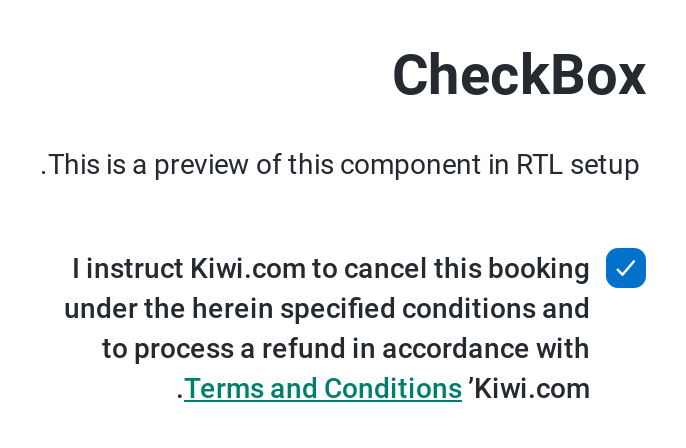 CheckBox
This is a preview of this component in RTL setup.
I instruct Kiwi.com to cancel this booking
under the herein specified conditions and
to process a refund in accordance with
Kiwi.com’ Terms and Conditions.